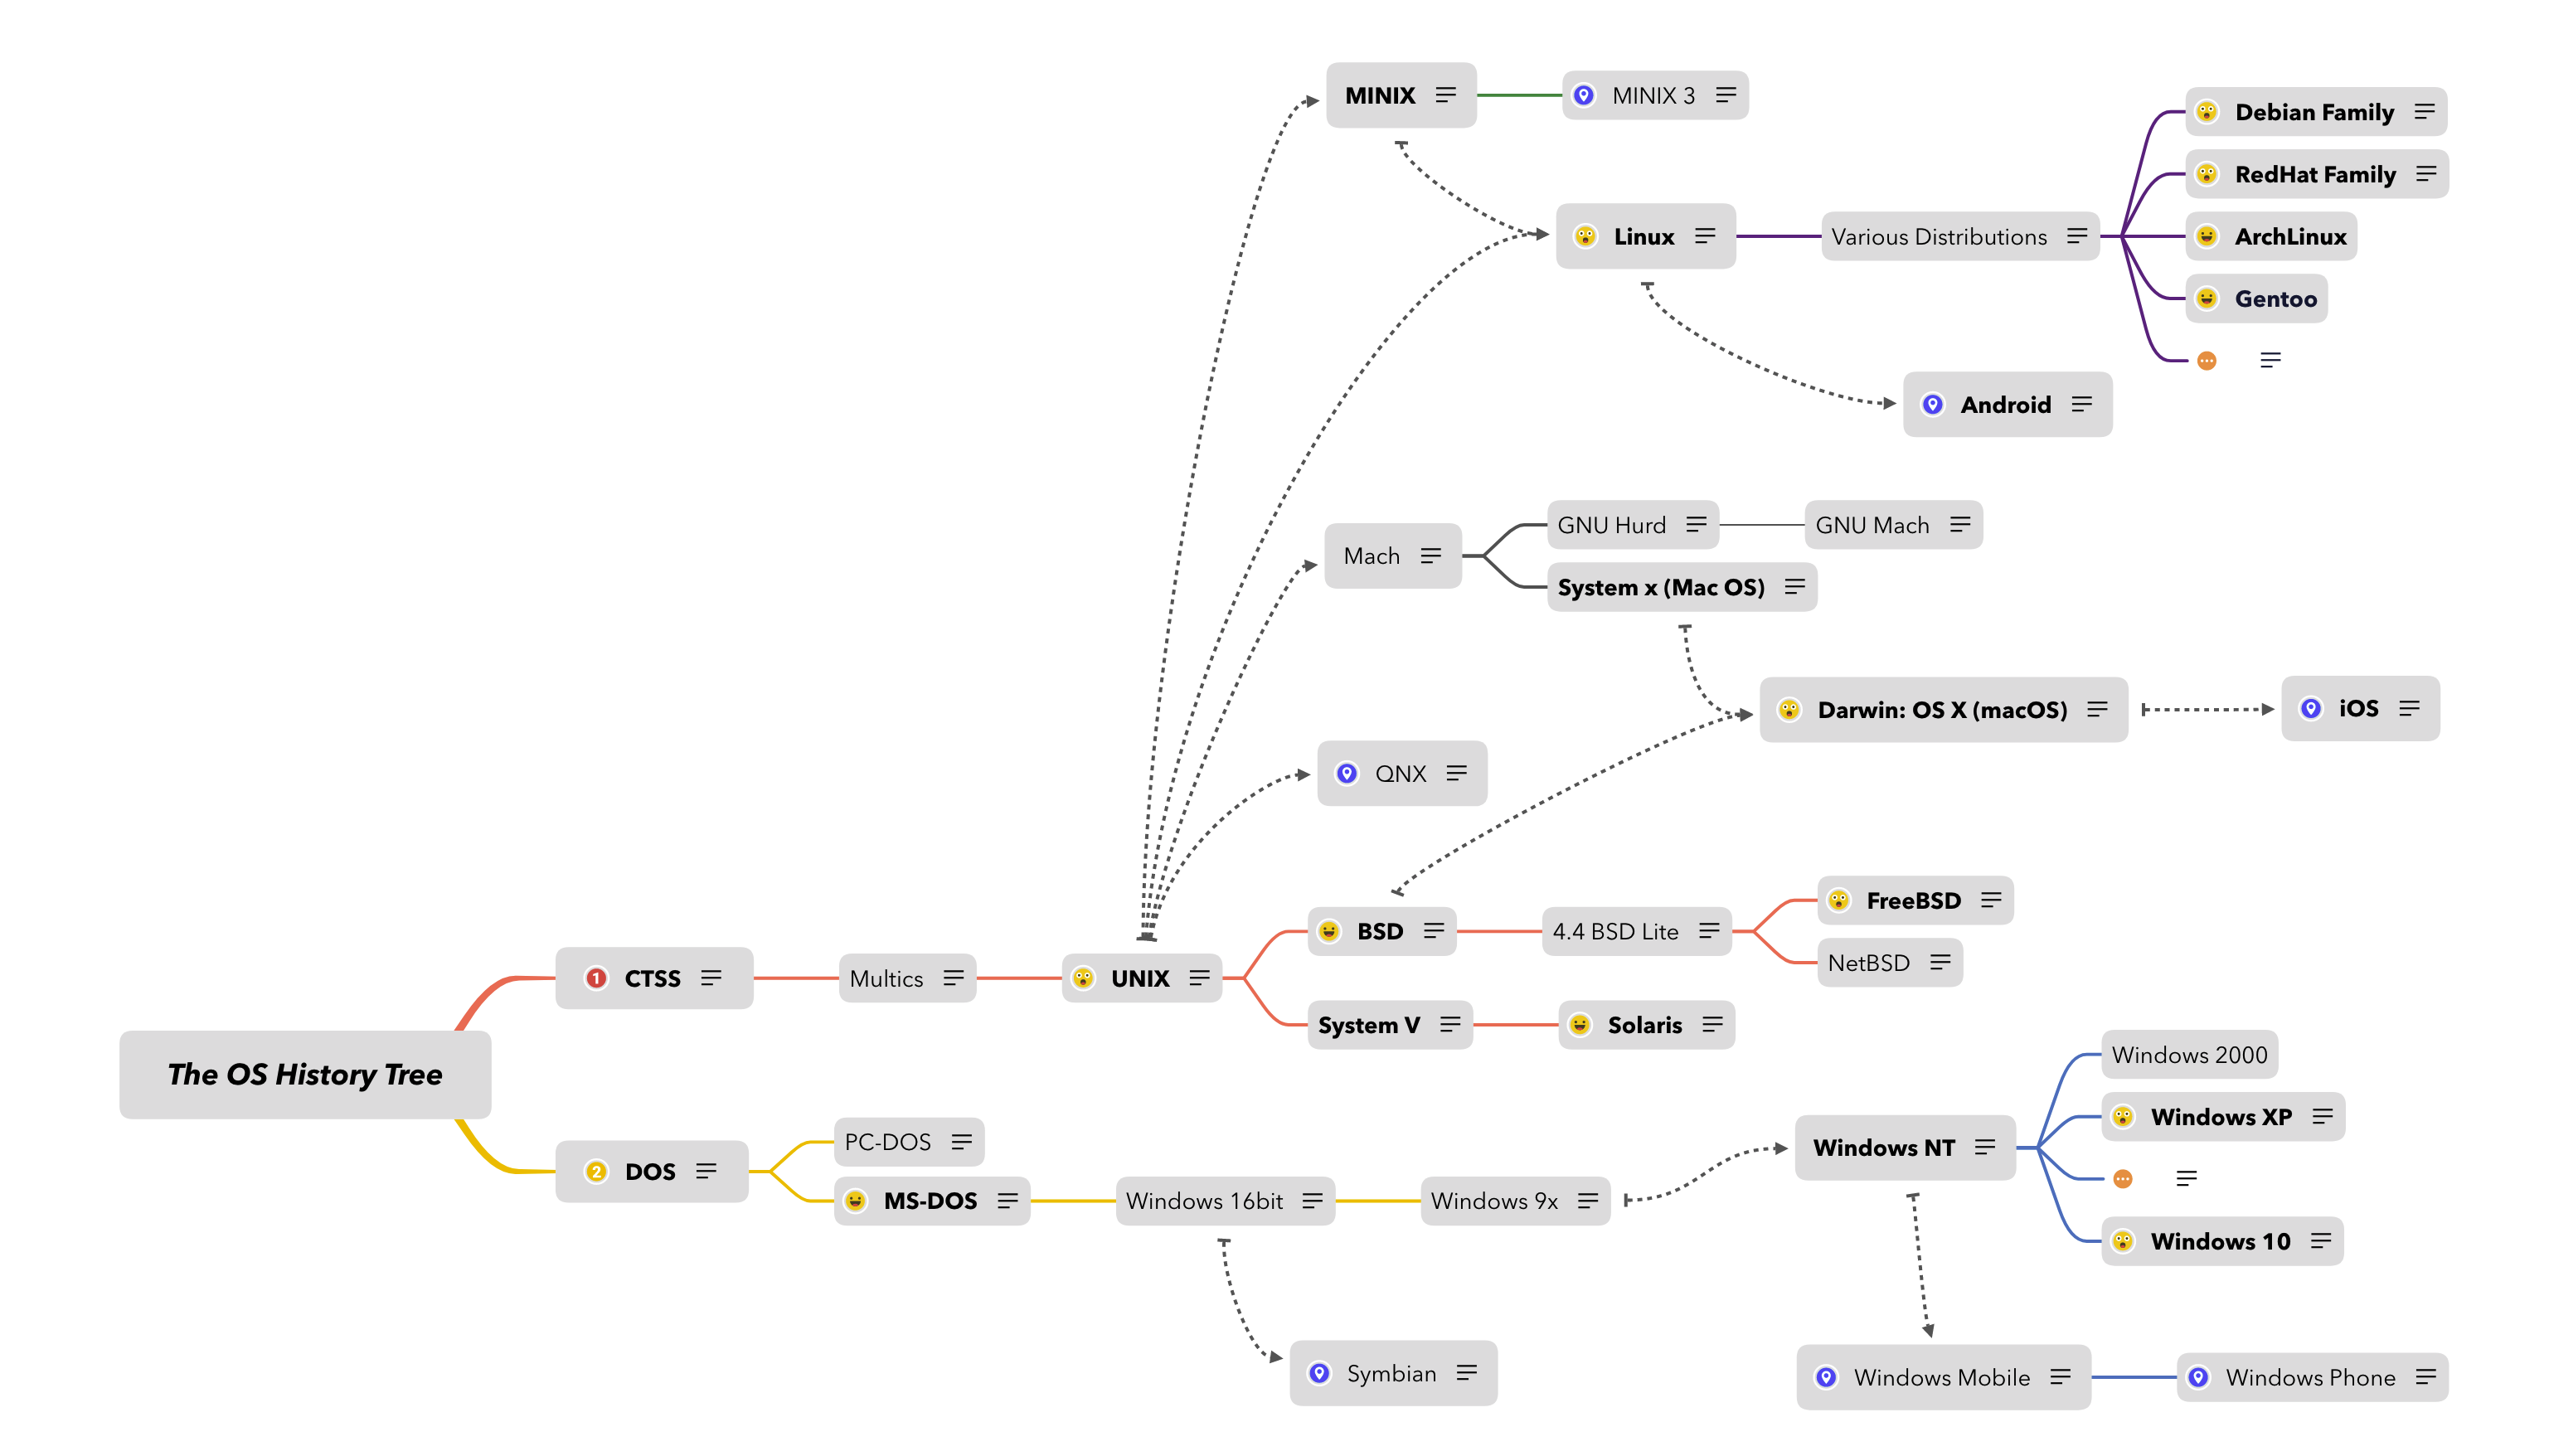 MINIX
MINIX 3
Debian Family
RedHat Family
Linux
Various Distributions
ArchLinux
Gentoo
Android
GNU Hurd
GNU Mach
Mach
System x (Mac OS)
Darwin: OS X (macOS)
iOS
QNX
FreeBSD
BSD
4.4 BSD Lite
NetBSD
1
CTSS
Multics
UNIX
System V
Solaris
The OS History Tree
Windows 2000
Windows XP
PC-DOS
Windows NT
2
DOS
MS-DOS
Windows 16bit
Windows 9x
Windows 10
Symbian
Windows Mobile
Windows Phone